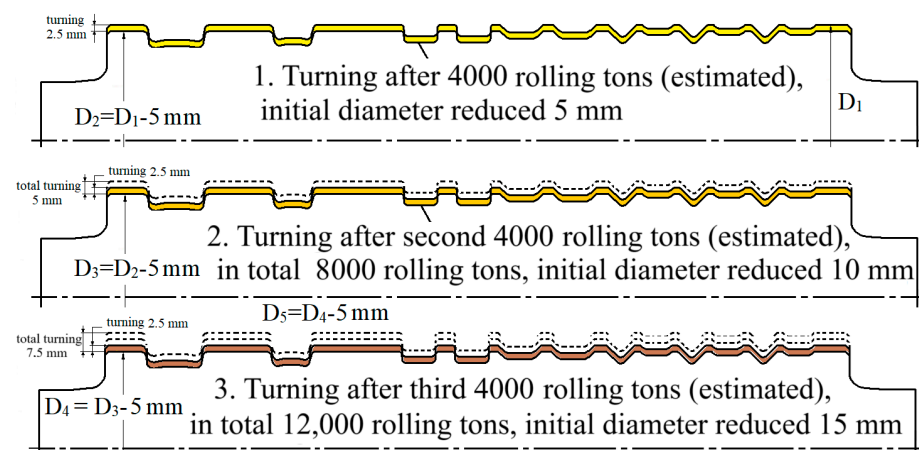 turning
2.5 mm
1. Turning after 4000 rolling tons (estimated),
initial diameter reduced 5 mm
D₂=D₁-5 mm
D₁
turning 2.5 mm
total turning
5 mm
2. Turning after second 4000 rolling tons (estimated),
in total 8000 rolling tons, initial diameter reduced 10 mm
D₃=D₂-5 mm
D₅=D₄-5 mm
turning 2.5 mm
total turning
7.5 mm
3. Turning after third 4000 rolling tons (estimated),
in total 12,000 rolling tons, initial diameter reduced 15 mm
D₄ = D₃-5 mm